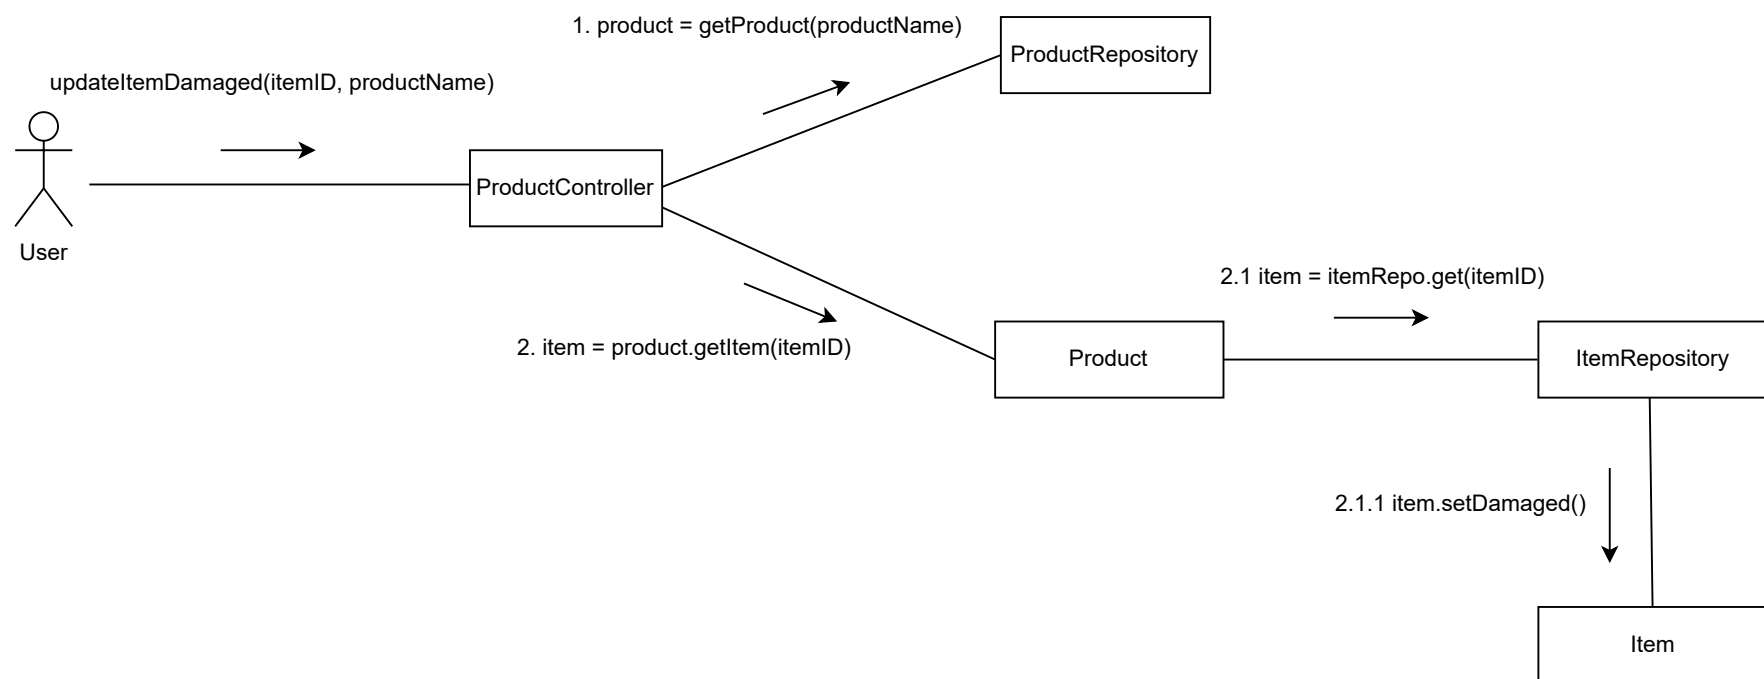 1. product = getProduct(productName)
ProductRepository
updateItemDamaged(itemID, productName)
ProductController
User
2.1 item = itemRepo.get(itemID)
2. item = product.getItem(itemID)
Product
ItemRepository
2.1.1 item.setDamaged()
Item